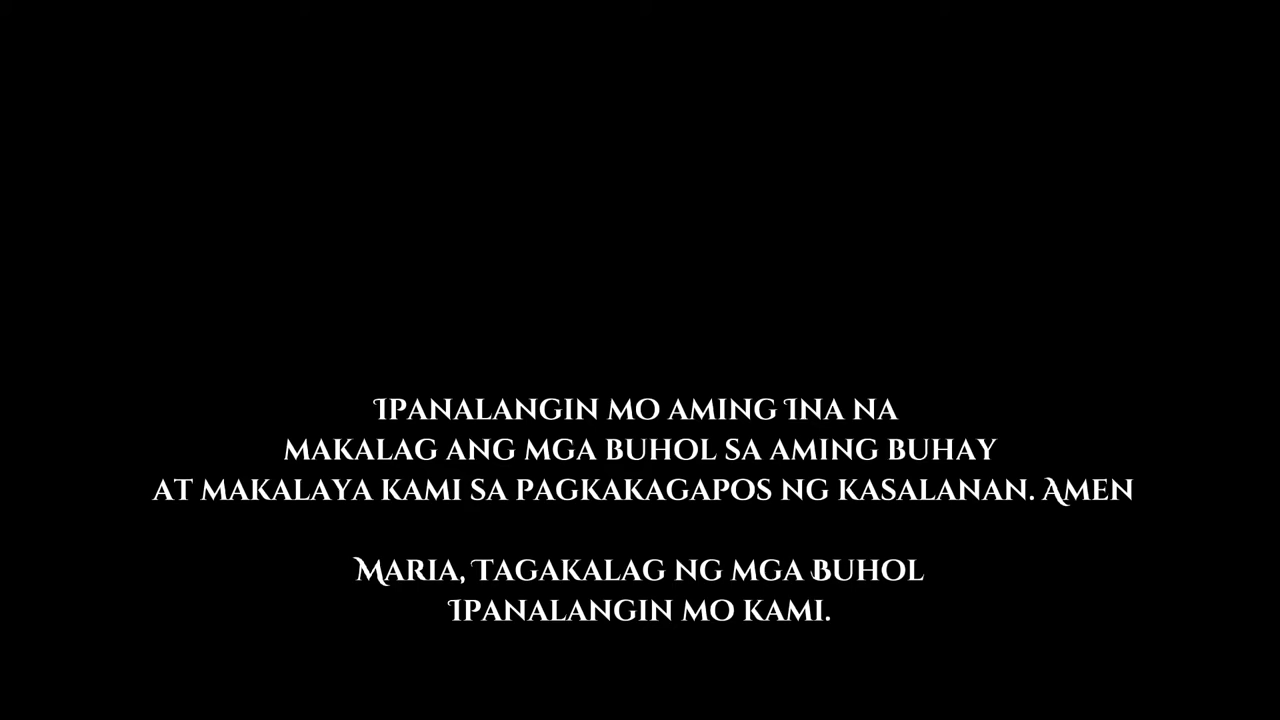 Ipanalangin mo aming Ina na
makalag ang mga buhol sa aming buhay
at makalaya kami sa pagkakagapos ng kasalanan. Amen
Maria, Tagakalag ng mga Buhol
Ipanalangin mo kami.